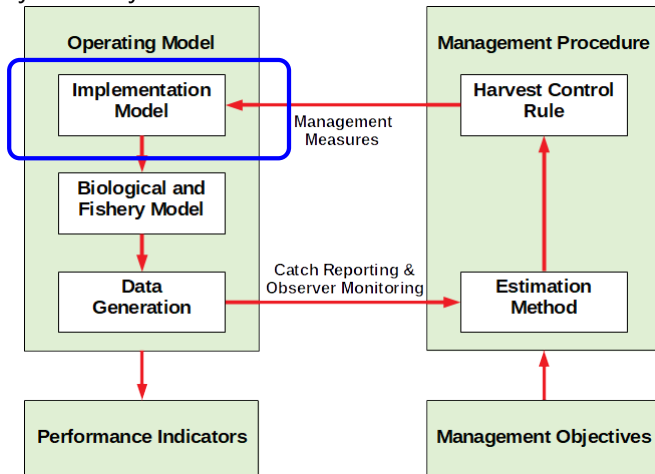 Operating Model
Implementation
Model
Biological and
Fishery Model
Data
Generation
Management
Measures
Catch Reporting &
Observer Monitoring
Management Procedure
Harvest Control
Rule
Estimation
Method
Performance Indicators
Management Objectives